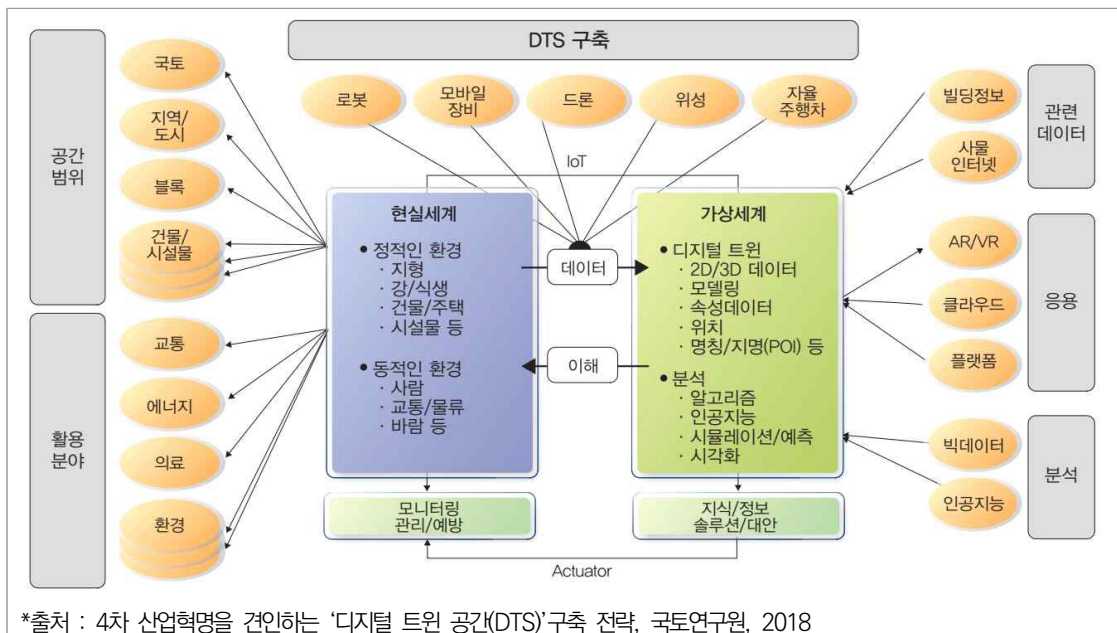 DTS 구축
로봇
모바일
장비
드론
위성
자율
주행차
공간
범위
국토
지역/
도시
블록
건물/
시설물
활용
분야
교통
에너지
의료
환경
IoT
현실세계
• 정적인 환경
· 지형
· 강/식생
· 건물/주택
· 시설물 등
• 동적인 환경
· 사람
· 교통/물류
· 바람 등
데이터
이해
가상세계
• 디지털 트윈
· 2D/3D 데이터
· 모델링
· 속성데이터
· 위치
· 명칭/지명(POI) 등
• 분석
· 알고리즘
· 인공지능
· 시뮬레이션/예측
· 시각화
모니터링
관리/예방
지식/정보
솔루션/대안
Actuator
빌딩정보
사물
인터넷
관련
데이터
AR/VR
클라우드
플랫폼
응용
빅데이터
인공지능
분석
*출처 : 4차 산업혁명을 견인하는 ‘디지털 트윈 공간(DTS)’구축 전략, 국토연구원, 2018